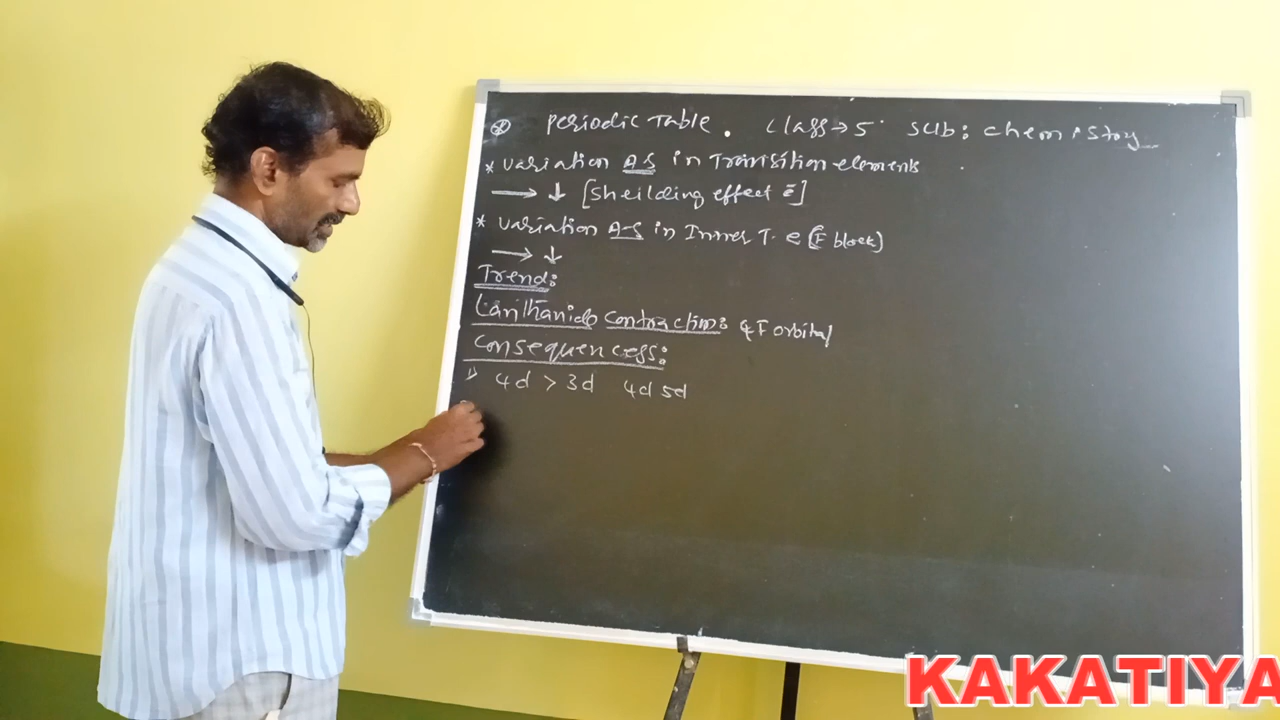 Periodic Table. Class→5 Sub: Chemistry
* Variation A.S in Transition elements
→ ↓ [Sheilding effect ē]
* Variation A.S in Inner T. e (F block)
→ ↓
Trend:
Lanthanide Contraction: 4F orbital
Consequencess:
1) 4d > 3d 4d 5d
KAKATIYA